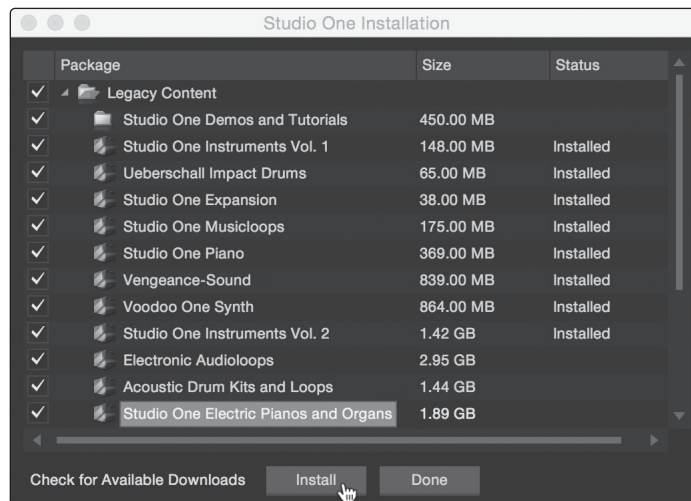 Studio One Installation
Package Size Status
Legacy Content
Studio One Demos and Tutorials 450.00 MB
Studio One Instruments Vol. 1 148.00 MB Installed
Ueberschall Impact Drums 65.00 MB Installed
Studio One Expansion 38.00 MB Installed
Studio One Musicloops 175.00 MB Installed
Studio One Piano 369.00 MB Installed
Vengeance-Sound 839.00 MB Installed
Voodoo One Synth 864.00 MB Installed
Studio One Instruments Vol. 2 1.42 GB Installed
Electronic Audioloops 2.95 GB
Acoustic Drum Kits and Loops 1.44 GB
Studio One Electric Pianos and Organs 1.89 GB
Check for Available Downloads Install Done